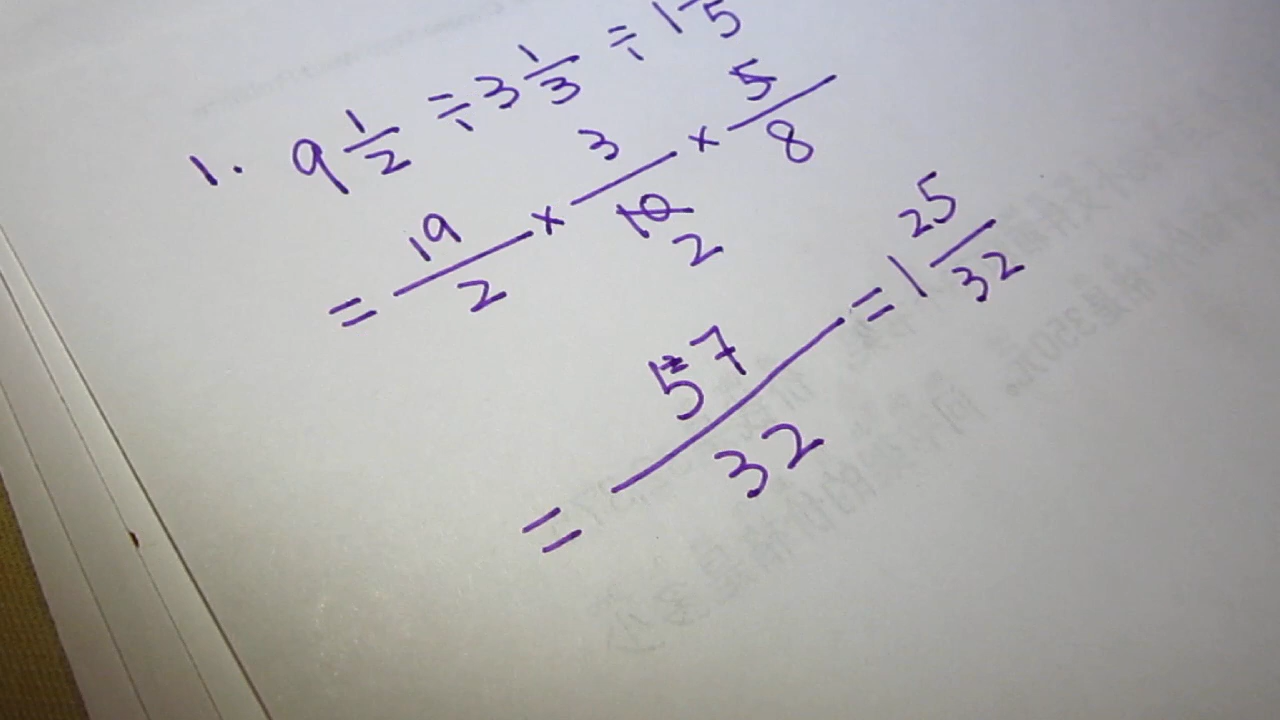 1. 9 1/2 ÷ 3 1/3 ÷ 1 /5
= 19/2 × 3/10 2 × 5/8
= 57/32 = 1 25/32